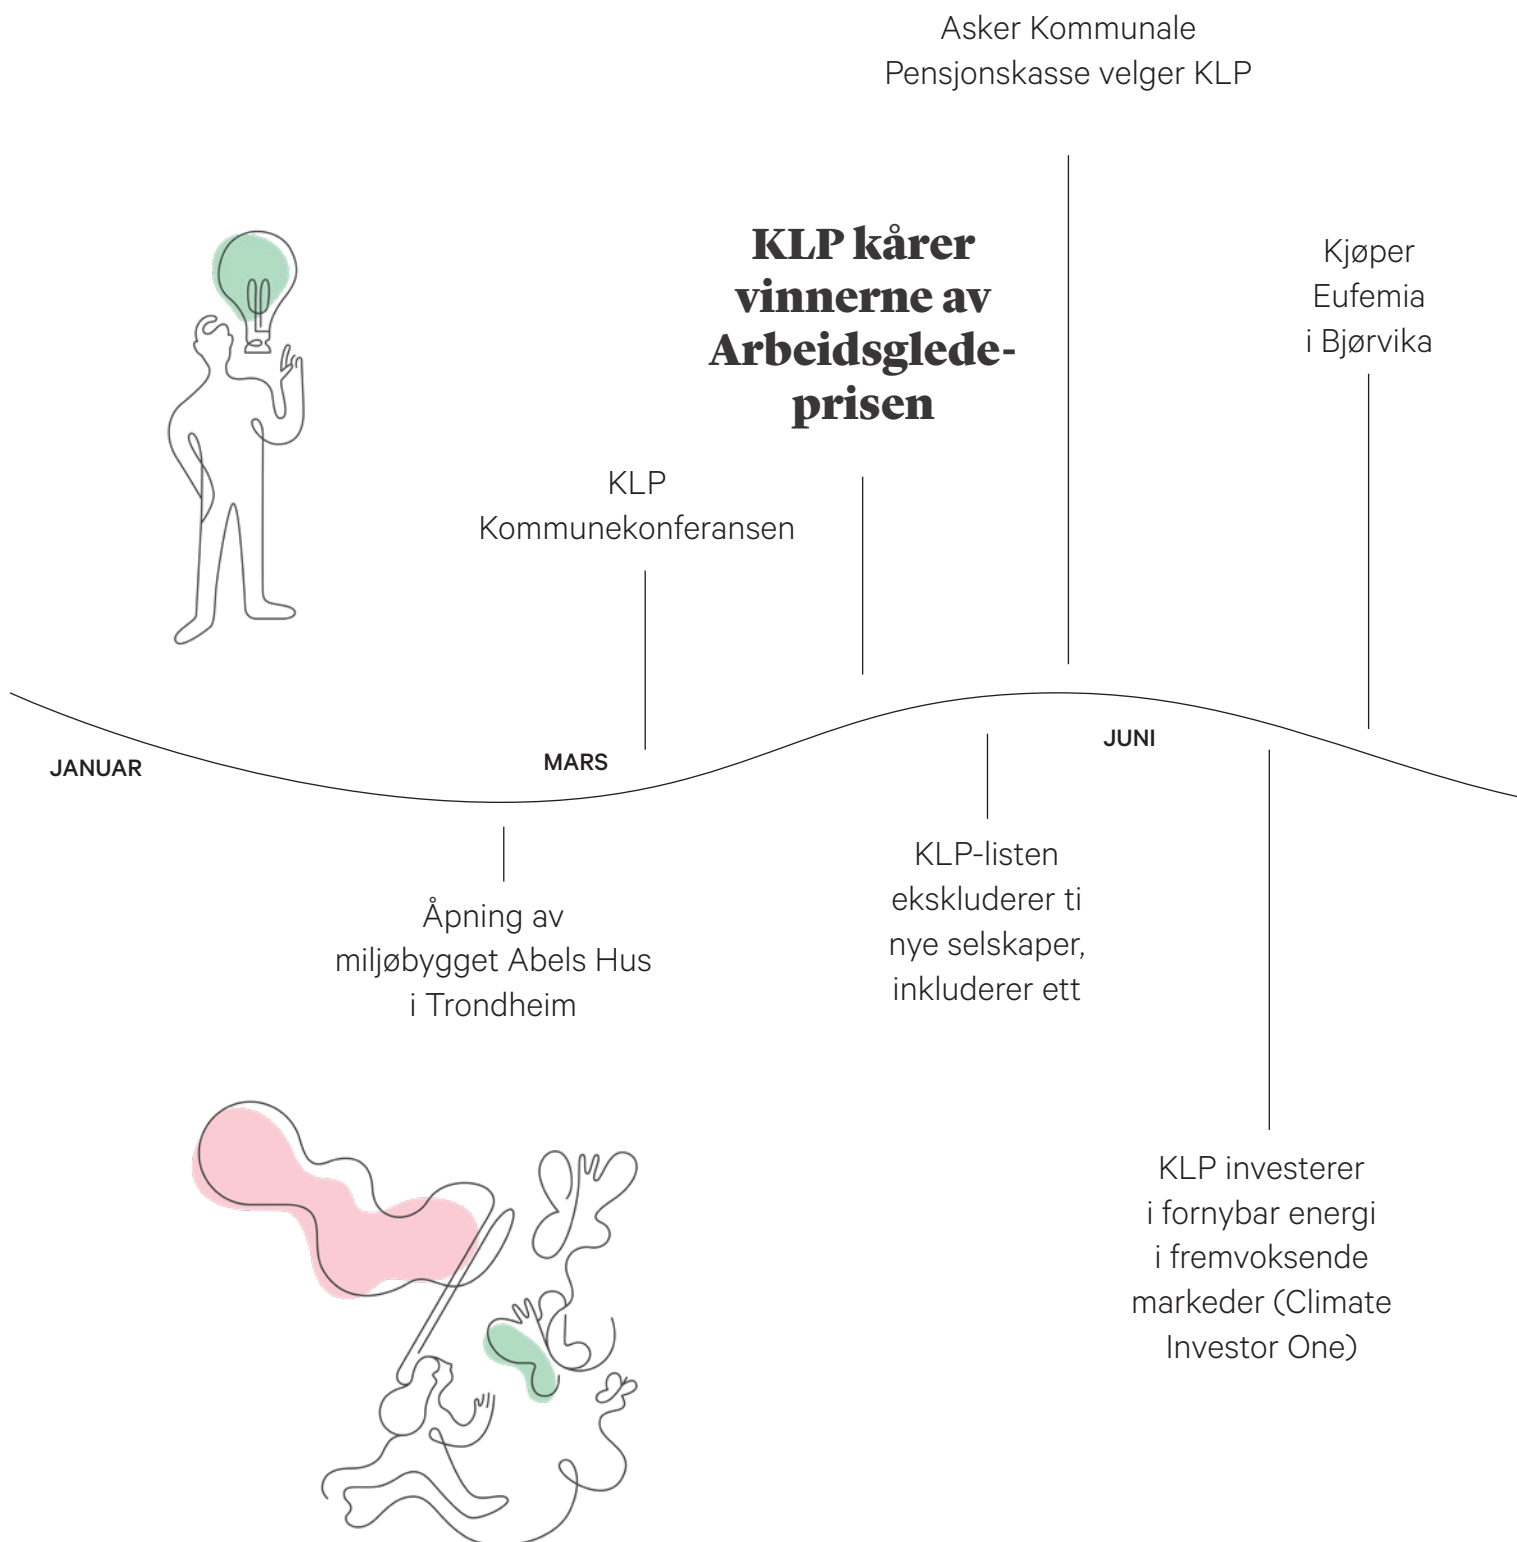 Asker Kommunale
Pensjonskasse velger KLP
KLP kårer
vinnerne av
Arbeidsglede-
prisen
Kjøper
Eufemia
i Bjørvika
KLP
Kommunekonferansen
JANUAR
MARS
JUNI
Åpning av
miljøbygget Abels Hus
i Trondheim
KLP-listen
ekskluderer ti
nye selskaper,
inkluderer ett
KLP investerer
i fornybar energi
i fremvoksende
markeder (Climate
Investor One)